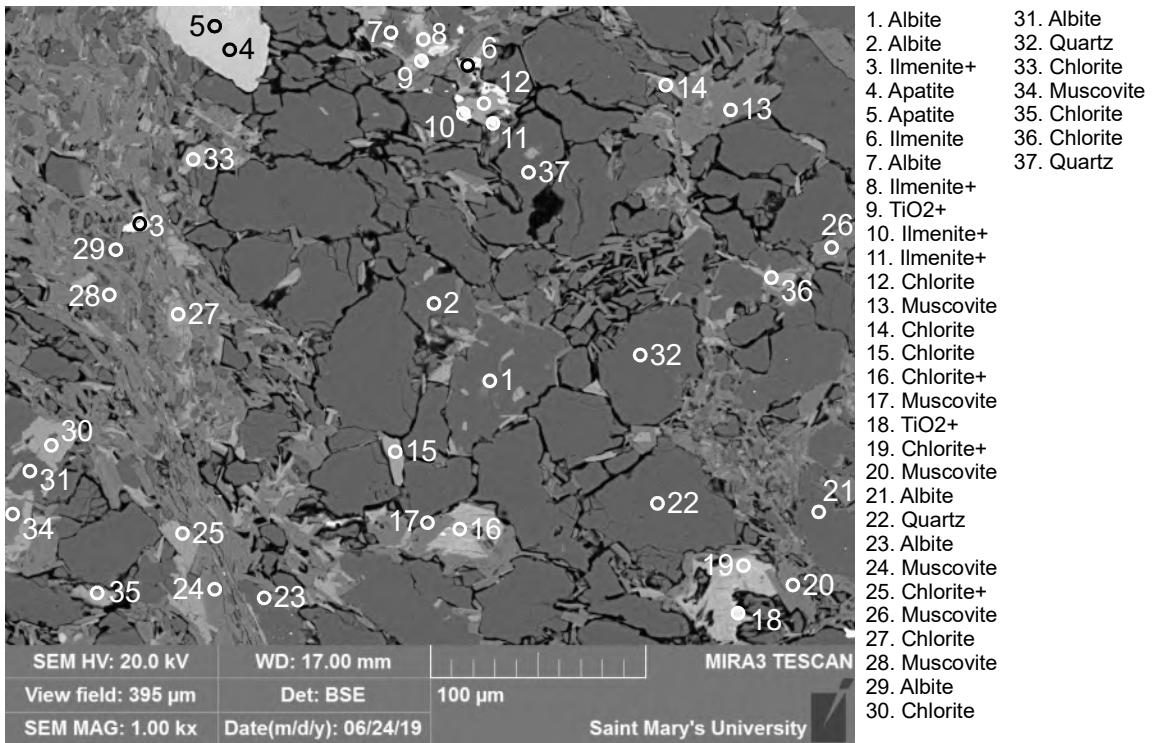 5
4
7
8
6
9
12
10
11
14
13
33
37
3
29
26
28
27
36
2
32
1
30
15
31
21
34
22
17
16
25
19
20
24
23
35
18
SEM HV: 20.0 kV WD: 17.00 mm MIRA3 TESCAN
View field: 395 µm Det: BSE 100 µm
SEM MAG: 1.00 kx Date(m/d/y): 06/24/19 Saint Mary's University
1. Albite
2. Albite
3. Ilmenite+
4. Apatite
5. Apatite
6. Ilmenite
7. Albite
8. Ilmenite+
9. TiO2+
10. Ilmenite+
11. Ilmenite+
12. Chlorite
13. Muscovite
14. Chlorite
15. Chlorite
16. Chlorite+
17. Muscovite
18. TiO2+
19. Chlorite+
20. Muscovite
21. Albite
22. Quartz
23. Albite
24. Muscovite
25. Chlorite+
26. Muscovite
27. Chlorite
28. Muscovite
29. Albite
30. Chlorite
31. Albite
32. Quartz
33. Chlorite
34. Muscovite
35. Chlorite
36. Chlorite
37. Quartz